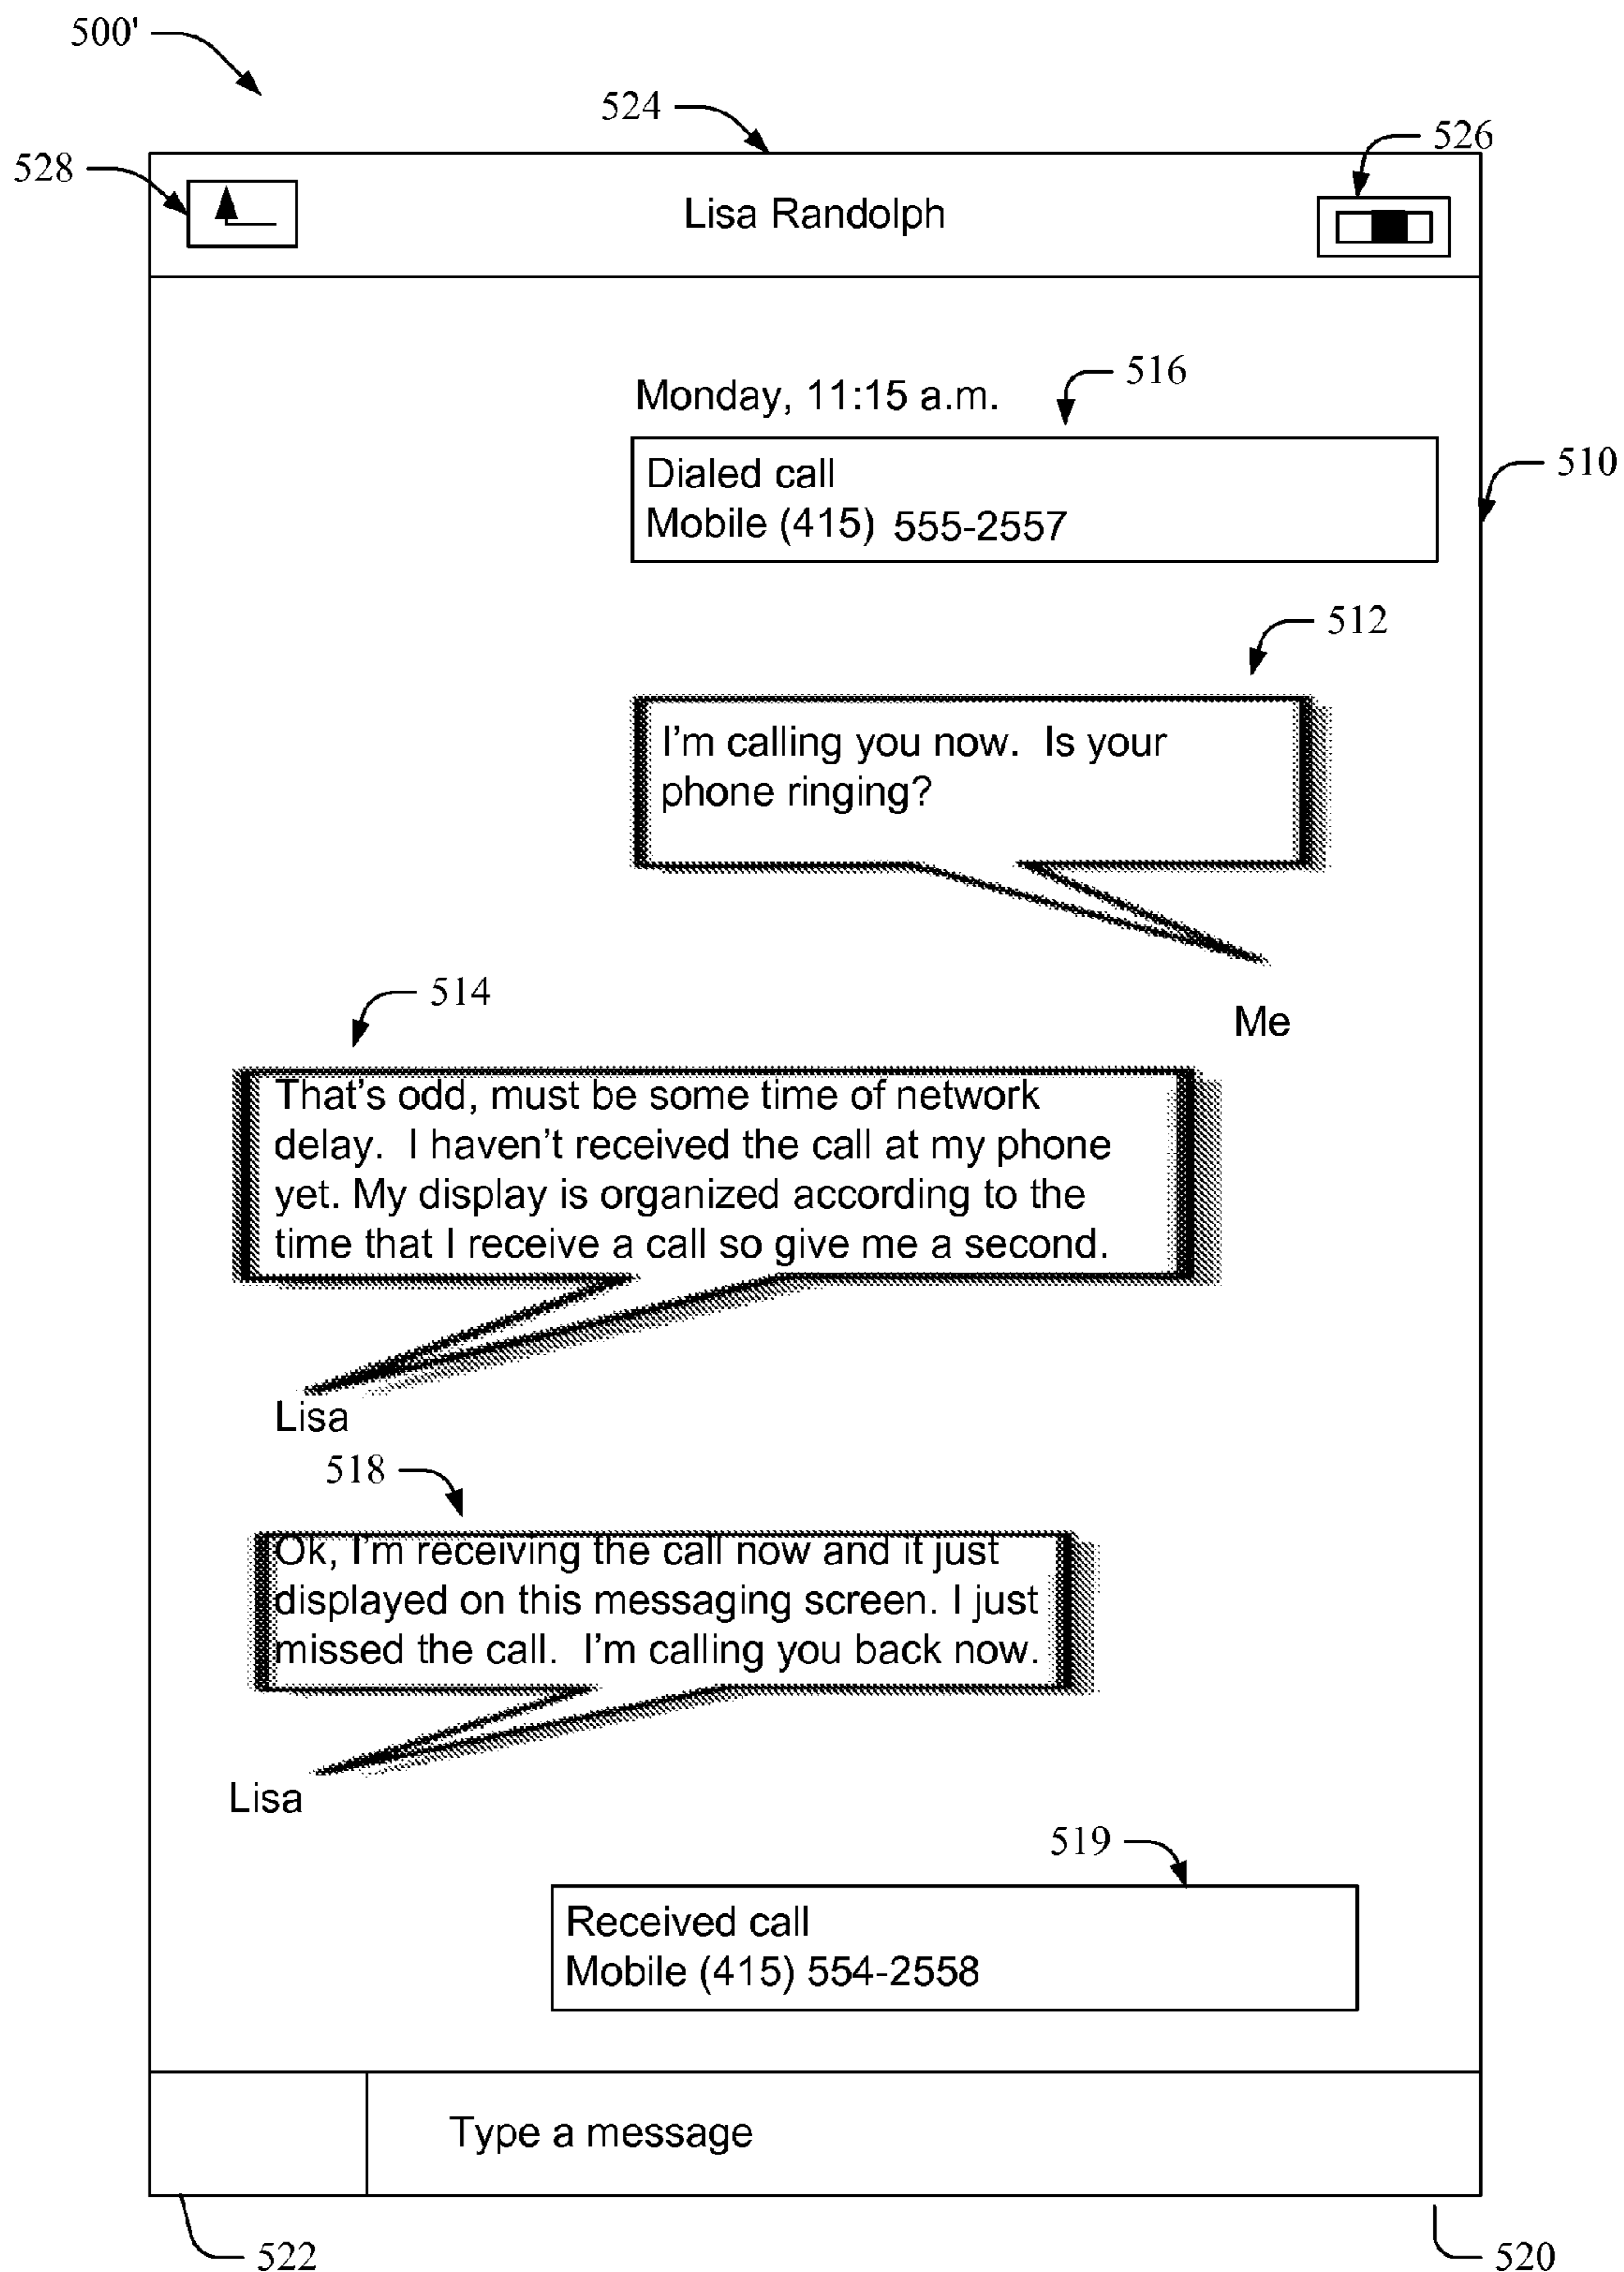 500'
524
526
528
Lisa Randolph
Monday, 11:15 a.m.
516
Dialed call
Mobile (415) 555-2557
510
512
I'm calling you now.  Is your
phone ringing?
Me
514
That's odd, must be some time of network
delay.  I haven't received the call at my phone
yet. My display is organized according to the
time that I receive a call so give me a second.
Lisa
518
Ok, I'm receiving the call now and it just
displayed on this messaging screen. I just
missed the call.  I'm calling you back now.
Lisa
519
Received call
Mobile (415) 554-2558
Type a message
522
520